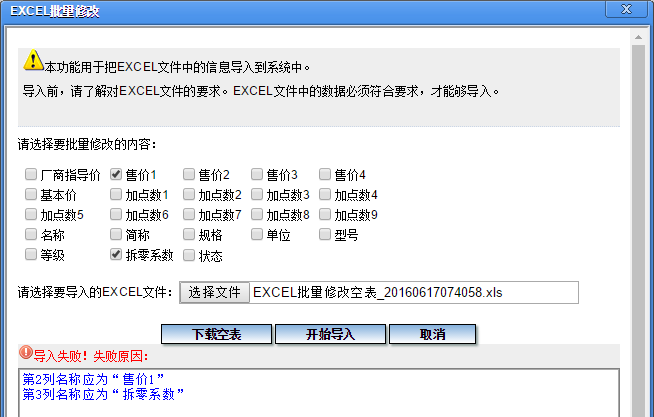 EXCEL批量修改
本功能用于把EXCEL文件中的信息导入到系统中。
导入前，请了解对EXCEL文件的要求。EXCEL文件中的数据必须符合要求，才能够导入。
请选择要批量修改的内容：
厂商指导价 售价1 售价2 售价3 售价4
基本价 加点数1 加点数2 加点数3 加点数4
加点数5 加点数6 加点数7 加点数8 加点数9
名称 简称 规格 单位 型号
等级 拆零系数 状态
请选择要导入的EXCEL文件： 选择文件 EXCEL批量修改空表_20160617074058.xls
下载空表 开始导入 取消
导入失败！失败原因：
第2列名称应为“售价1”
第3列名称应为“拆零系数”